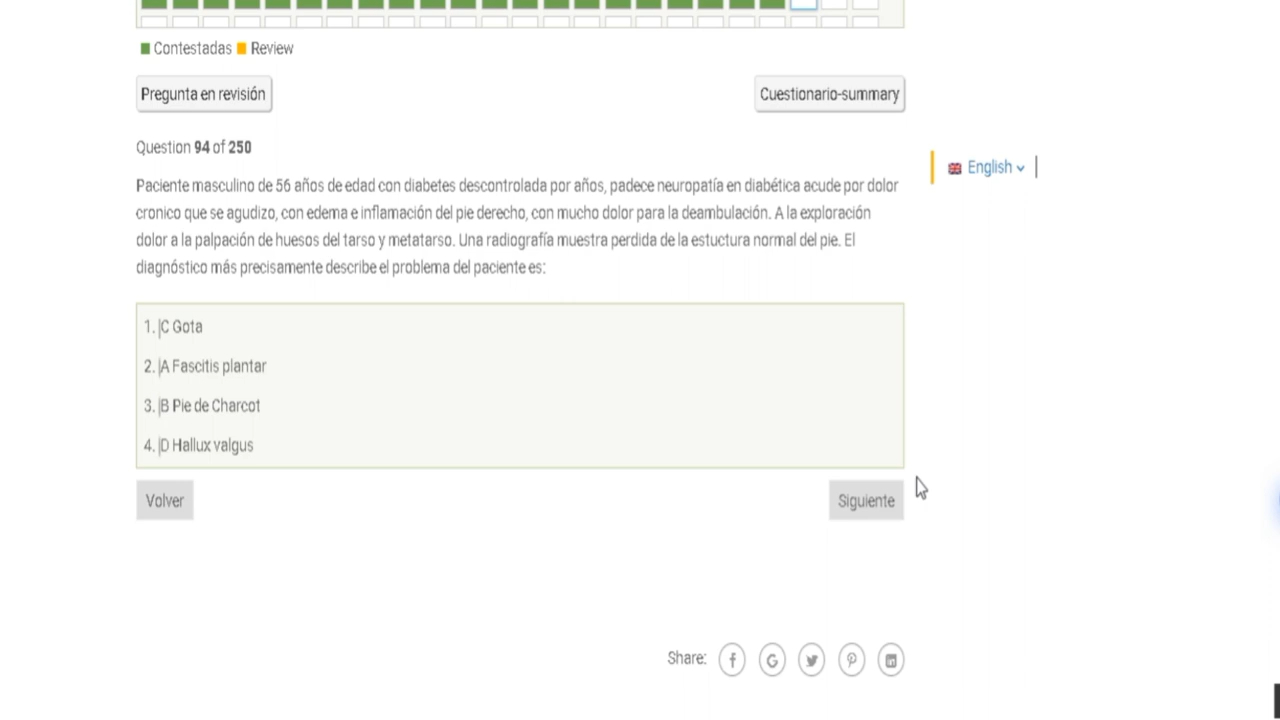 Contestadas Review
Pregunta en revisión
Cuestionario-summary
Question 94 of 250
English
Paciente masculino de 56 años de edad con diabetes descontrolada por años, padece neuropatía en diabética acude por dolor
cronico que se agudizo, con edema e inflamación del pie derecho, con mucho dolor para la deambulación. A la exploración
dolor a la palpación de huesos del tarso y metatarso. Una radiografía muestra perdida de la estuctura normal del pie. El
diagnóstico más precisamente describe el problema del paciente es:
1. C Gota
2. A Fascitis plantar
3. B Pie de Charcot
4. D Hallux valgus
Volver
Siguiente
Share: